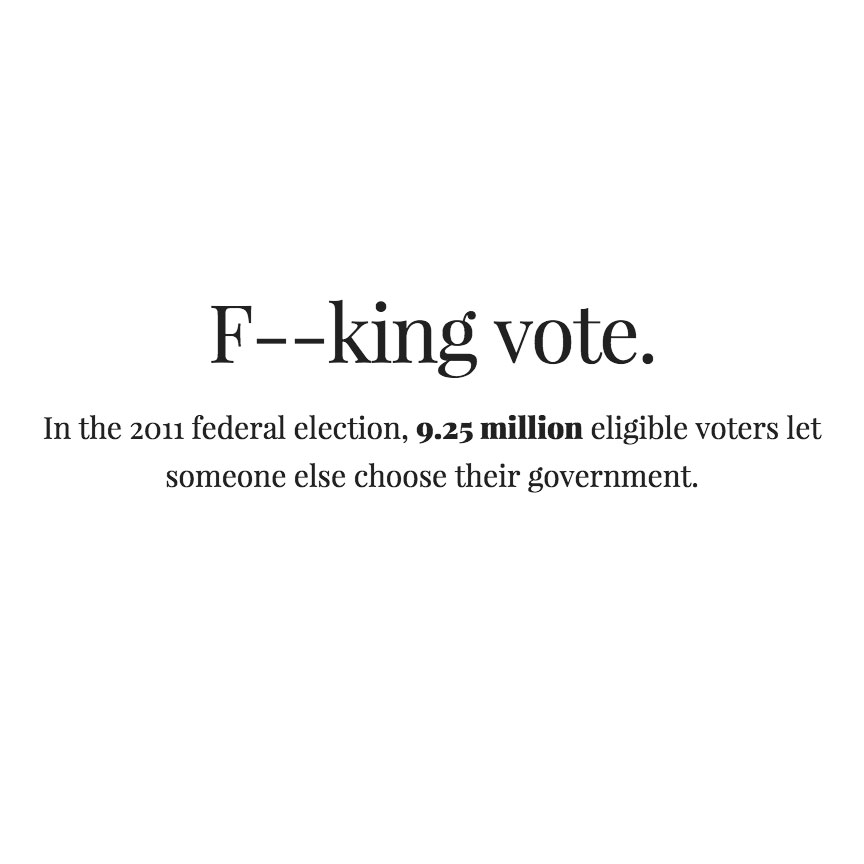 F--king vote.
In the 2011 federal election, 9.25 million eligible voters let
someone else choose their government.